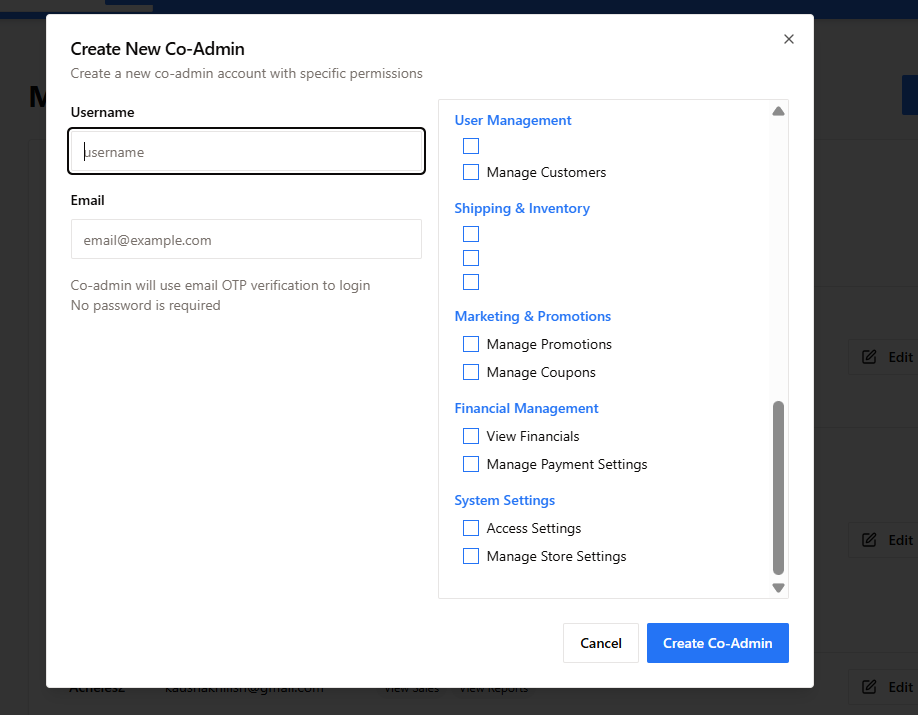 Create New Co-Admin
Create a new co-admin account with specific permissions
Username
username
Email
email@example.com
Co-admin will use email OTP verification to login
No password is required
User Management
Manage Customers
Shipping & Inventory
Marketing & Promotions
Manage Promotions
Manage Coupons
Financial Management
View Financials
Manage Payment Settings
System Settings
Access Settings
Manage Store Settings
Cancel
Create Co-Admin
Edit
Edit
Edit
View Sales
View Reports